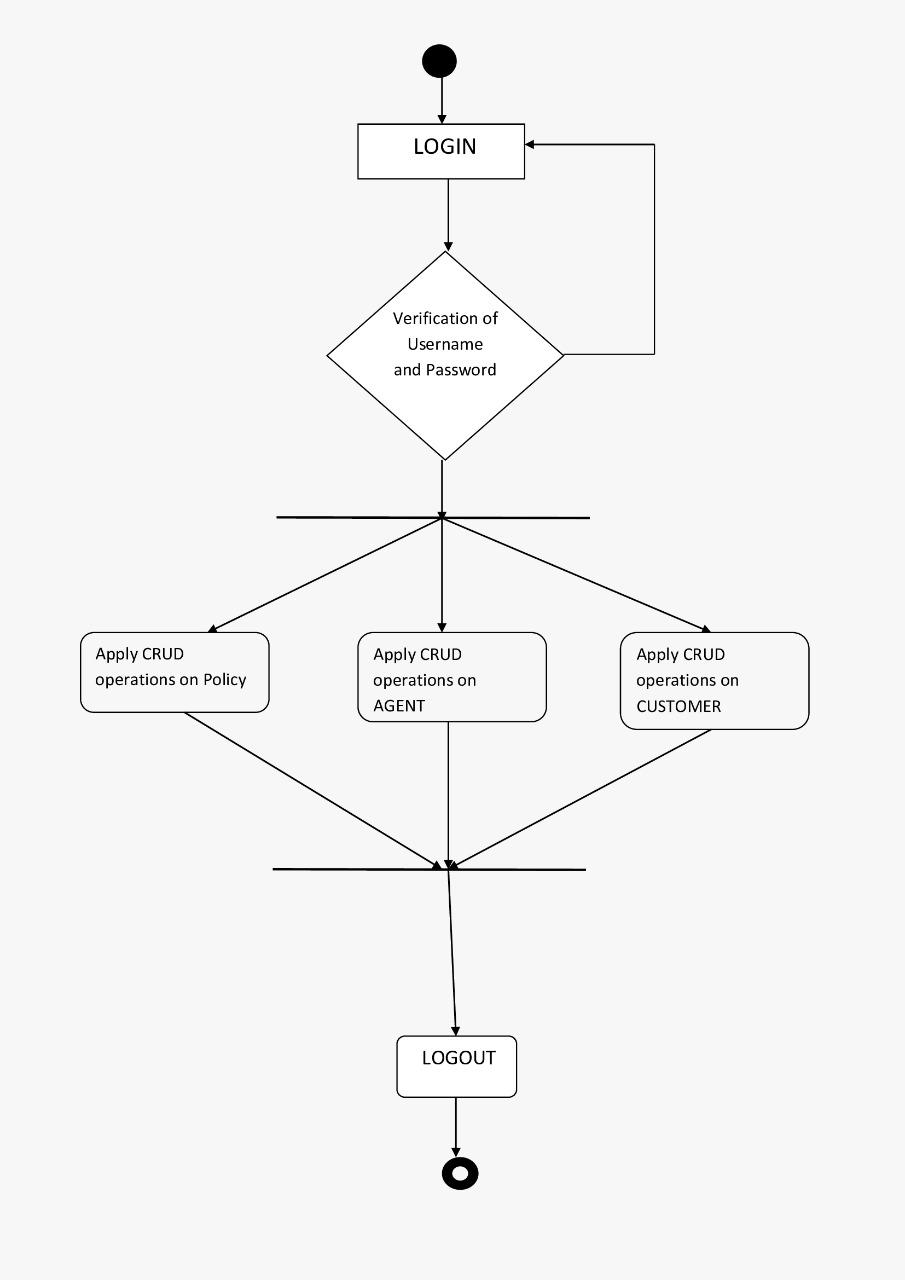 LOGIN
Verification of
Username
and Password
Apply CRUD
operations on Policy
Apply CRUD
operations on
AGENT
Apply CRUD
operations on
CUSTOMER
LOGOUT